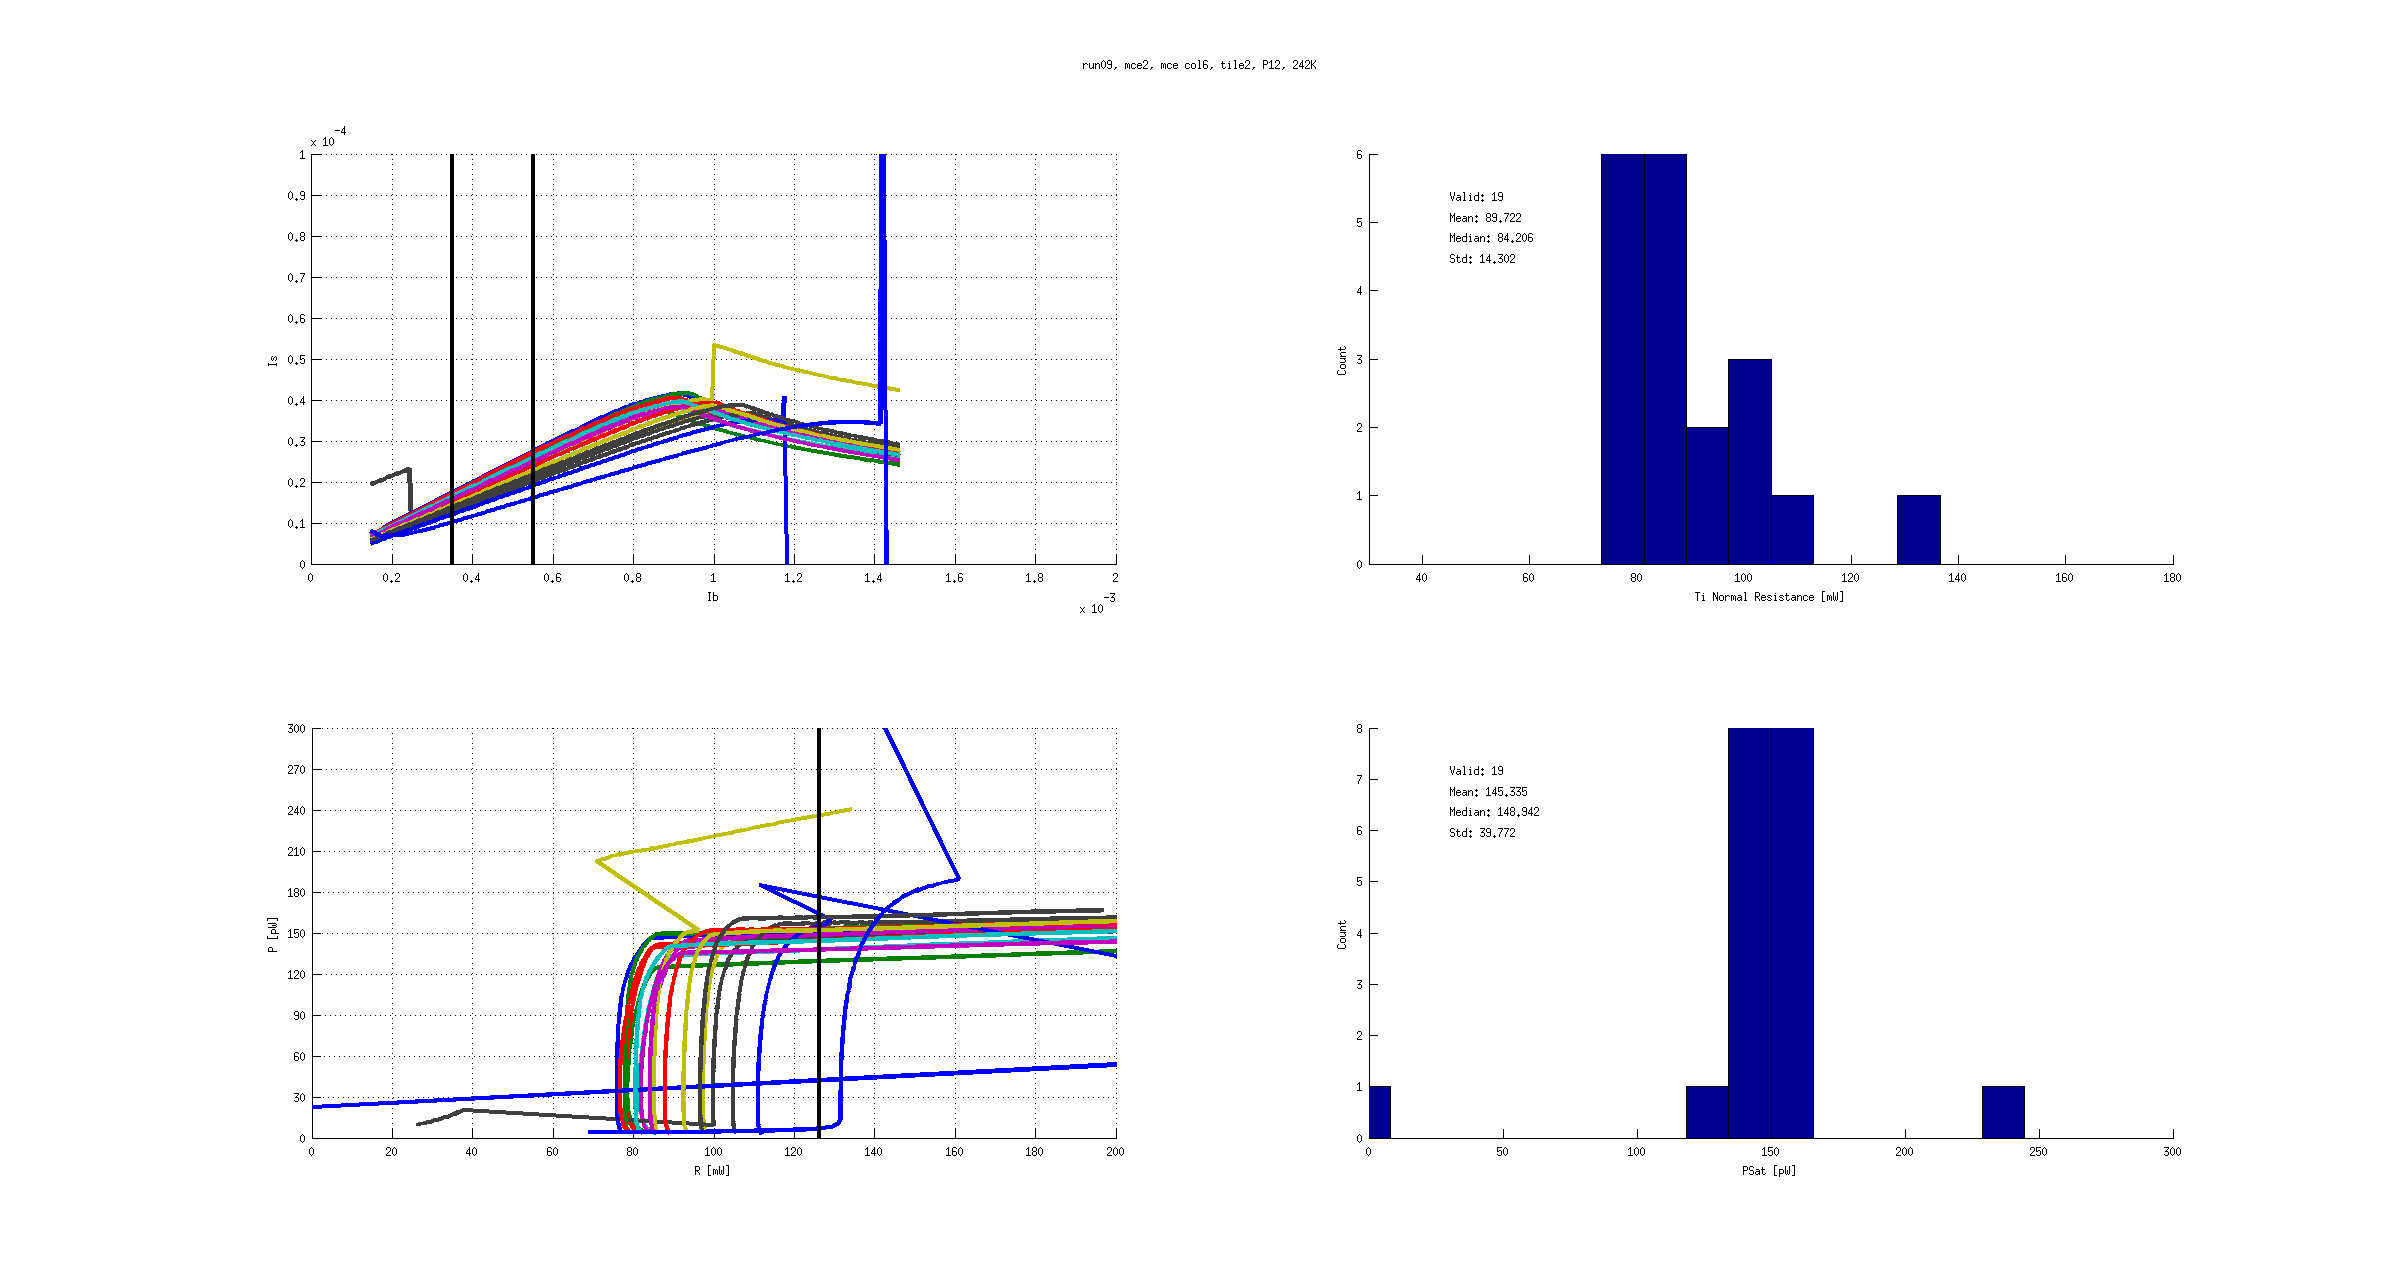 run09, mce2, mce col6, tile2, P12, 242K
x 10^-4
1
0.9
0.8
0.7
0.6
0.5
0.4
0.3
0.2
0.1
0
Is
0 0.2 0.4 0.6 0.8 1 1.2 1.4 1.6 1.8 2
Ib
x 10^-3
6
5
4
3
2
1
0
Count
Valid: 19
Mean: 89.722
Median: 84.206
Std: 14.302
40 60 80 100 120 140 160 180
Ti Normal Resistance [mW]
300
270
240
210
180
150
120
90
60
30
0
P [pW]
0 20 40 60 80 100 120 140 160 180 200
R [mW]
8
7
6
5
4
3
2
1
0
Count
Valid: 19
Mean: 145.335
Median: 148.942
Std: 39.772
0 50 100 150 200 250 300
PSat [pW]